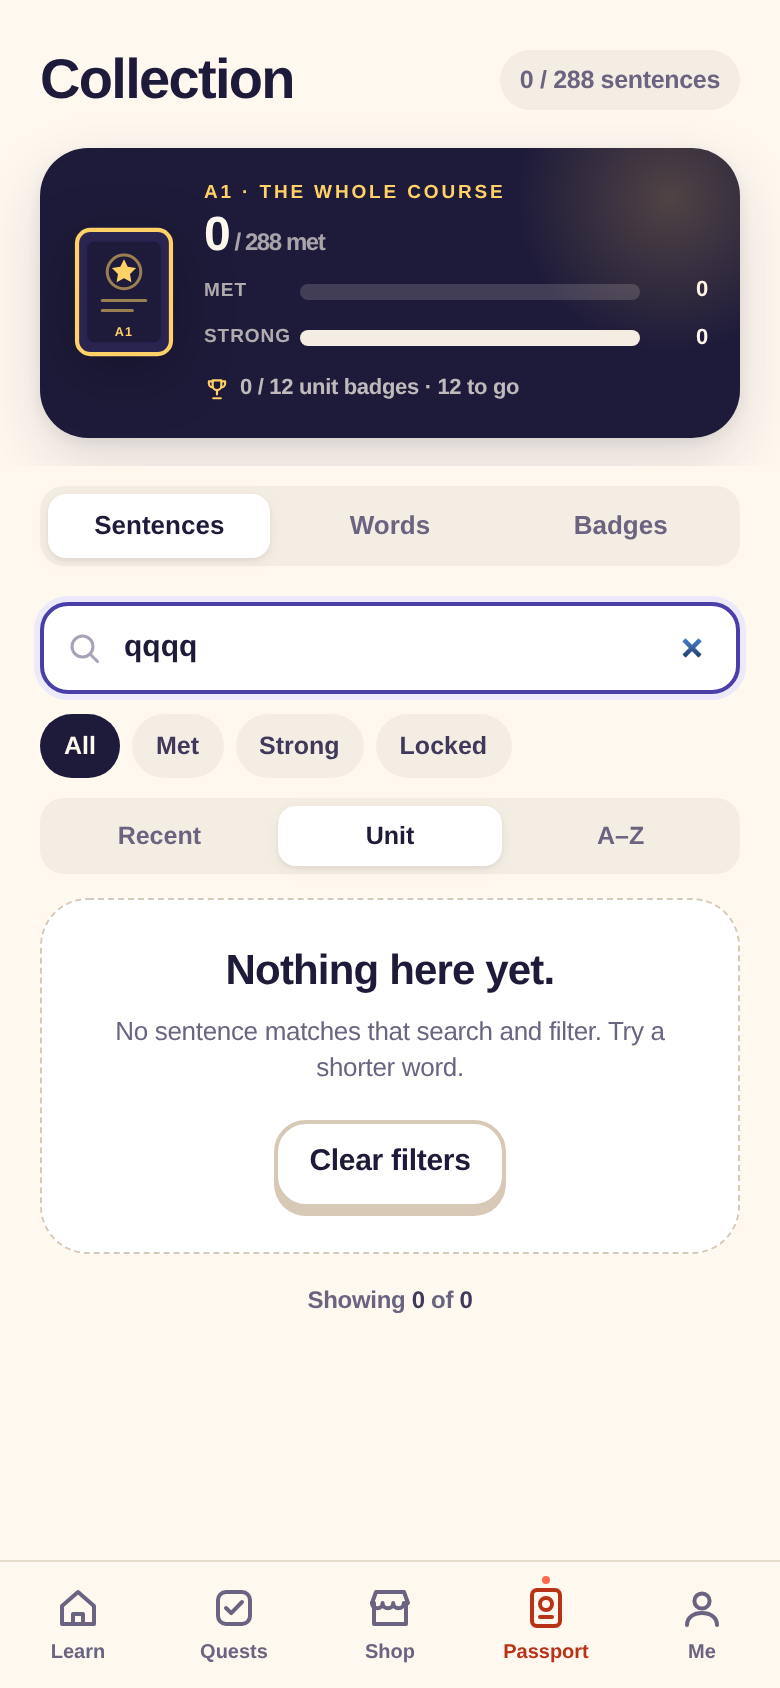 Collection
0 / 288 sentences
A1 · THE WHOLE COURSE
0 / 288 met
MET 0
STRONG 0
A1
0 / 12 unit badges · 12 to go
Sentences Words Badges
qqqq
All Met Strong Locked
Recent Unit A–Z
Nothing here yet.
No sentence matches that search and filter. Try a
shorter word.
Clear filters
Showing 0 of 0
Learn Quests Shop Passport Me